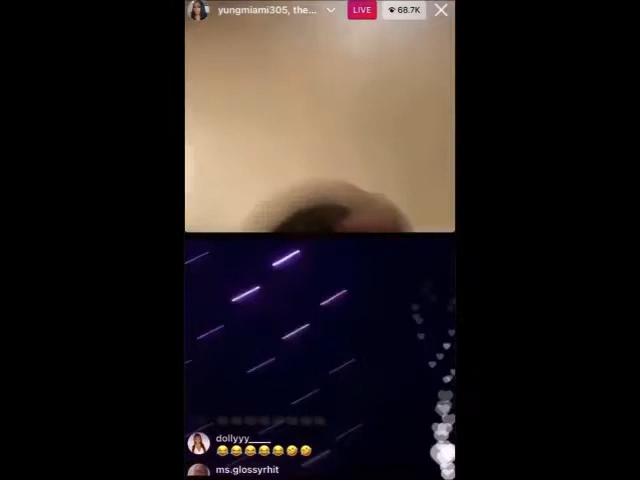 yungmiami305, the...
LIVE
68.7K
dollyyy____
😂😂😂😂😂🤣🤣
ms.glossyrhit